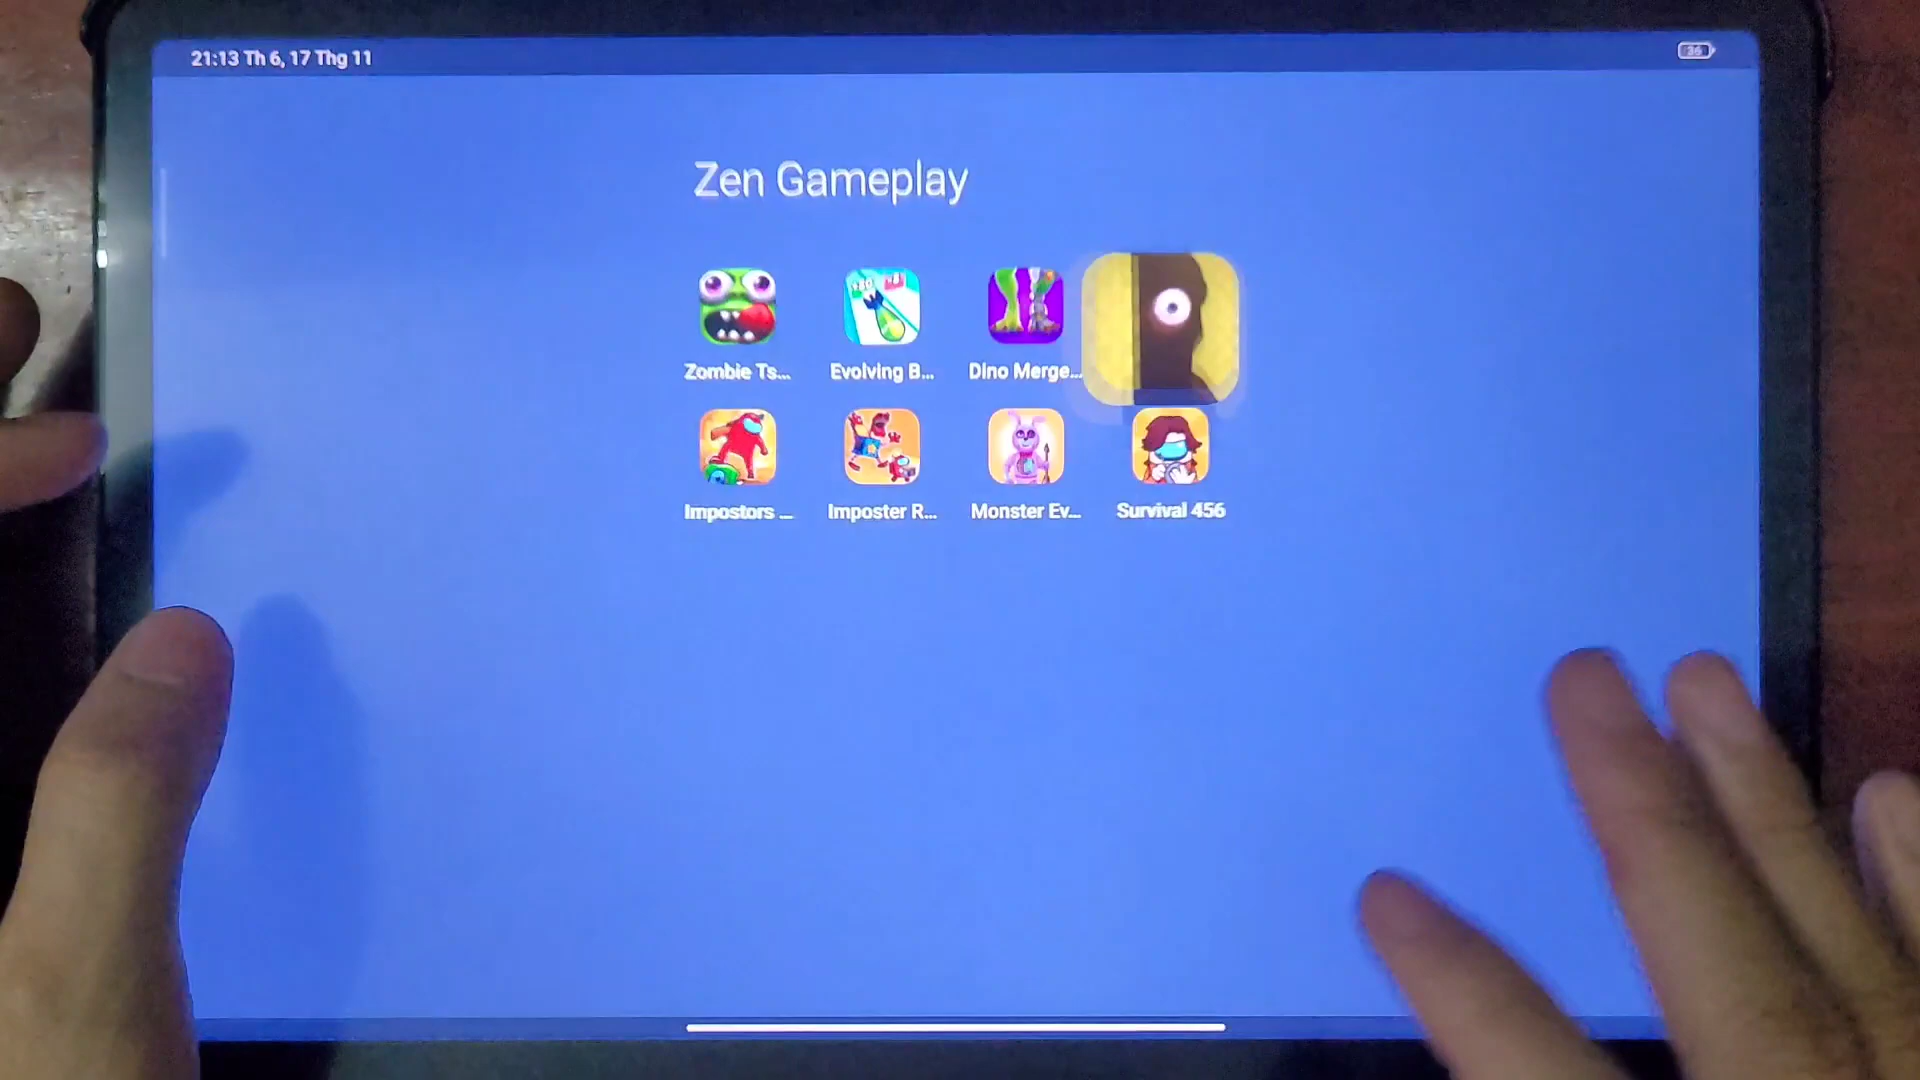 21:13 Th 6, 17 Thg 11
36
Zen Gameplay
Zombie Ts...
Evolving B...
Dino Merge...
Impostors ...
Imposter R...
Monster Ev...
Survival 456